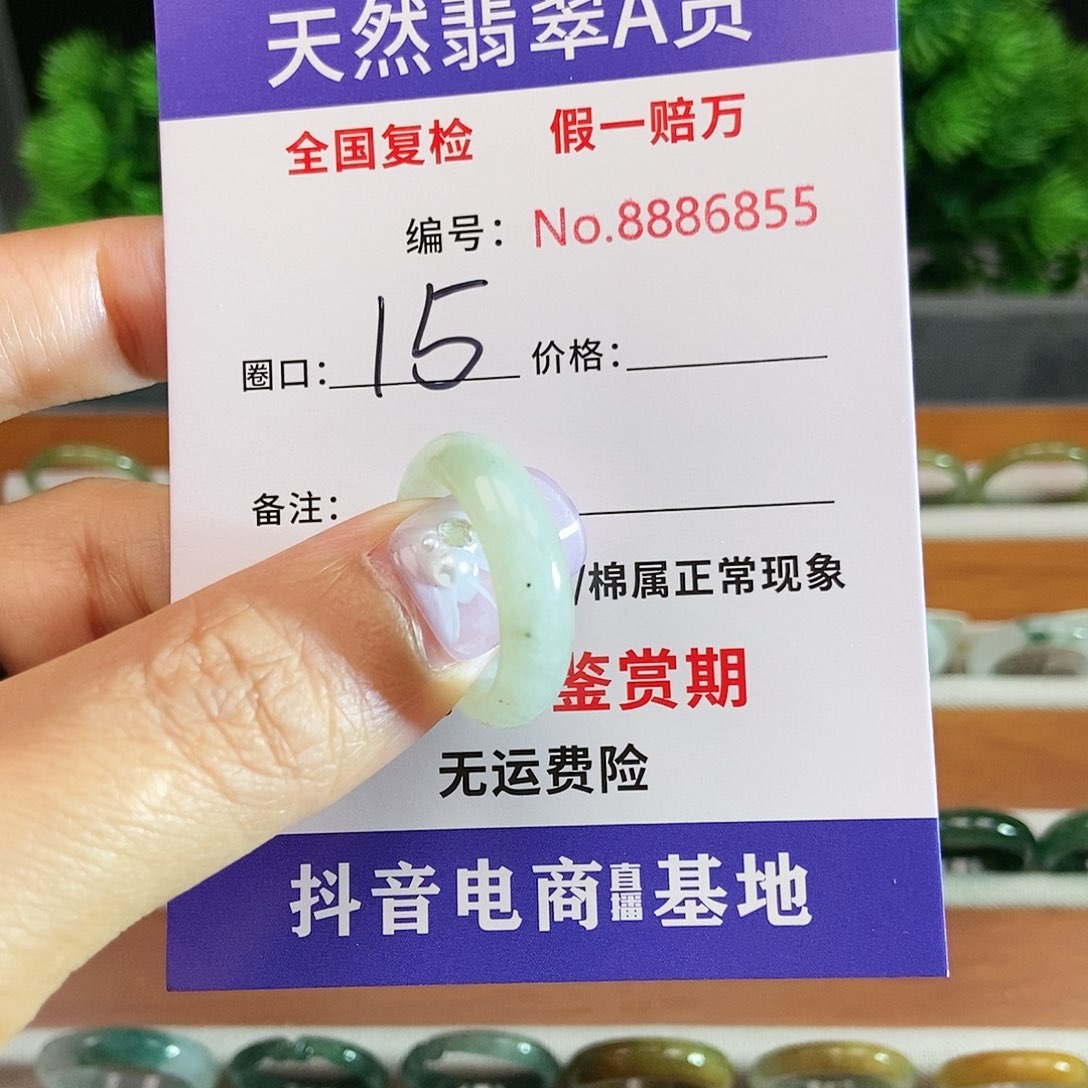 天然翡翠A货
全国复检 假一赔万
编号：No.8886855
圈口：15 价格：
备注：
/棉属正常现象
鉴赏期
无运费险
抖音电商直播基地